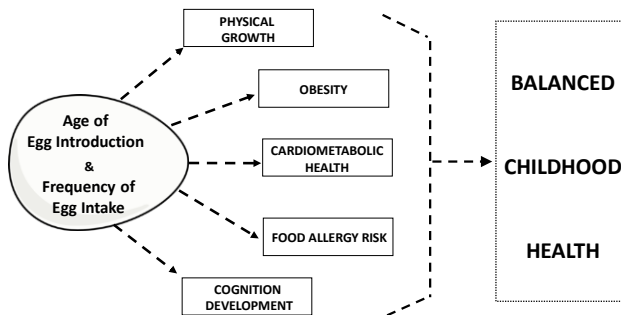 PHYSICAL
GROWTH
OBESITY
Age of
Egg Introduction
&
Frequency of
Egg Intake
CARDIOMETABOLIC
HEALTH
FOOD ALLERGY RISK
COGNITION
DEVELOPMENT
BALANCED
CHILDHOOD
HEALTH